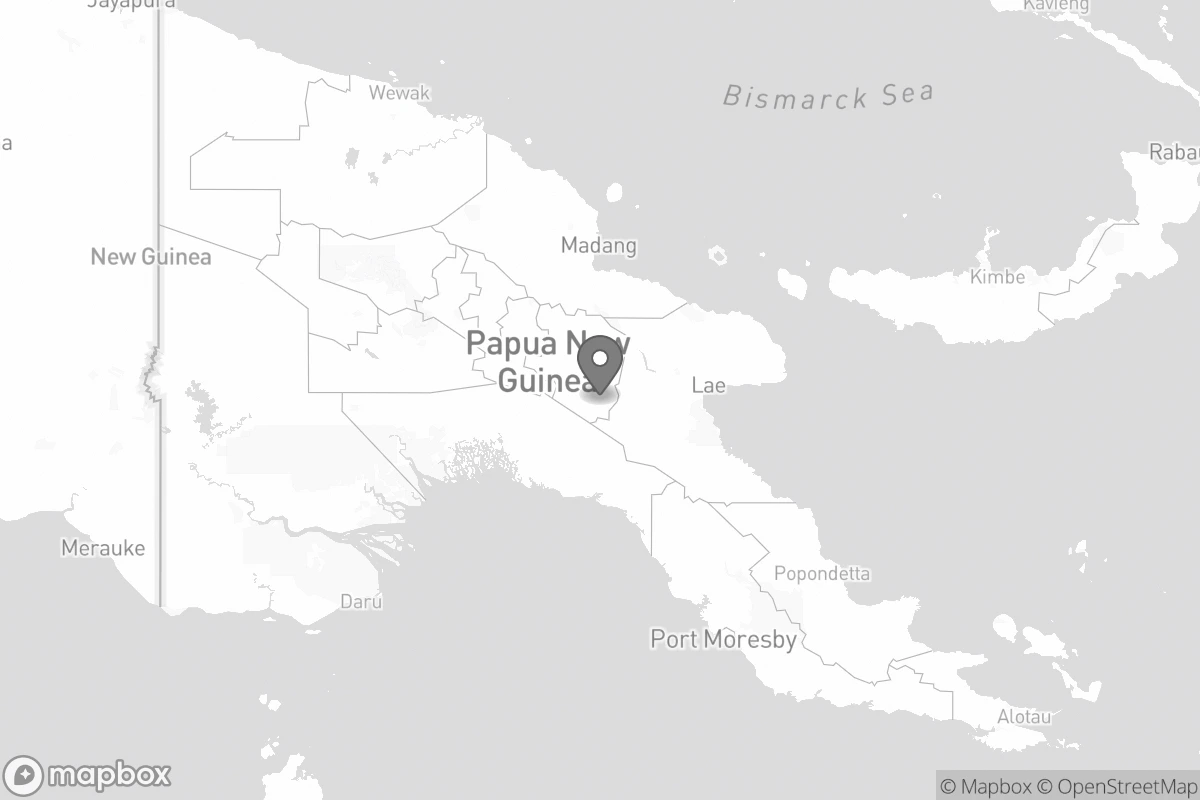 Jayapura
Kavieng
Wewak
Bismarck Sea
a
Rabau
New Guinea
Madang
Kimbe
Papua New
Guinea
Lae
Merauke
Popondetta
Daru
Port Moresby
Alotau
mapbox
© Mapbox © OpenStreetMap